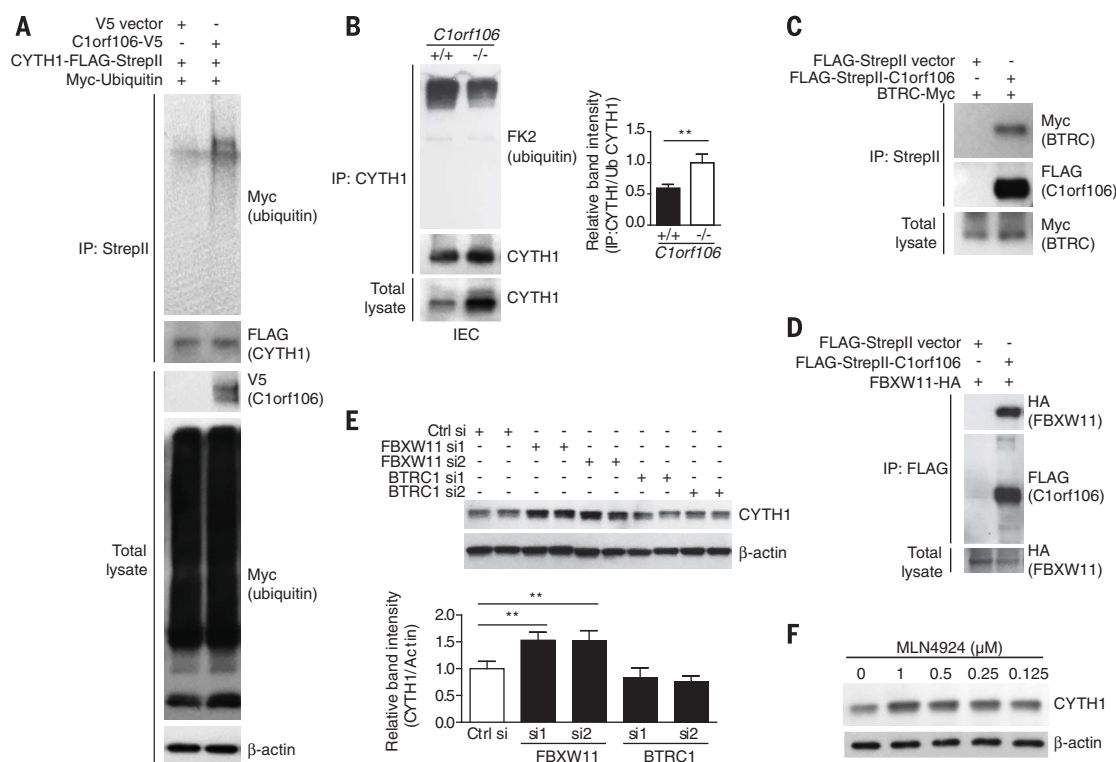 A
V5 vector + -
C1orf106-V5 - +
CYTH1-FLAG-StrepII + +
Myc-Ubiquitin + +
IP: StrepII
Myc
(ubiquitin)
FLAG
(CYTH1)
V5
(C1orf106)
Total
lysate
Myc
(ubiquitin)
β-actin
B
C1orf106
+/+ -/-
IP: CYTH1
FK2
(ubiquitin)
CYTH1
Total
lysate
CYTH1
IEC
Relative band intensity
(IP:CYTH1/Ub CYTH1)
1.5
1.0
0.5
0.0
**
+/+ -/-
C1orf106
C
FLAG-StrepII vector + -
FLAG-StrepII-C1orf106 - +
BTRC-Myc + +
IP: StrepII
Myc
(BTRC)
FLAG
(C1orf106)
Total
lysate
Myc
(BTRC)
D
FLAG-StrepII vector + -
FLAG-StrepII-C1orf106 - +
FBXW11-HA + +
HA
(FBXW11)
IP: FLAG
FLAG
(C1orf106)
Total
lysate
HA
(FBXW11)
E
Ctrl si + + - - - - - - - -
FBXW11 si1 - - + + - - - - - -
FBXW11 si2 - - - - + + - - - -
BTRC1 si1 - - - - - - + + - -
BTRC1 si2 - - - - - - - - + +
CYTH1
β-actin
Relative band intensity
(CYTH1/Actin)
2.0
1.5
1.0
0.5
0.0
**
**
Ctrl si si1 si2 si1 si2
FBXW11 BTRC1
F
MLN4924 (µM)
0 1 0.5 0.25 0.125
CYTH1
β-actin